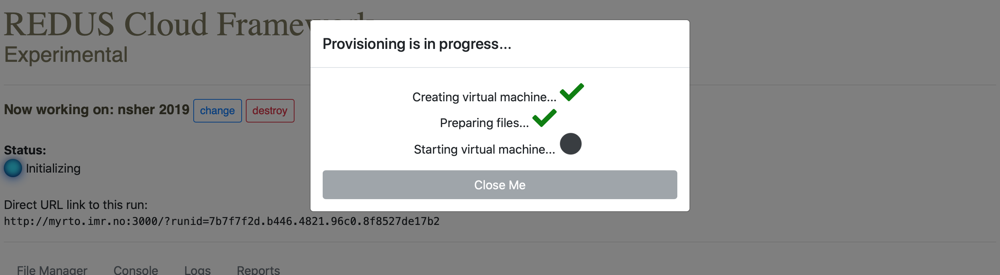 REDUS Cloud Framework
Experimental
Now working on: nsher 2019 change destroy
Status:
Initializing
Direct URL link to this run:
http://myrto.imr.no:3000/?runid=7b7f7f2d.b446.4821.96c0.8f8527de17b2
File Manager Console Logs Reports
Provisioning is in progress...
Creating virtual machine...
Preparing files...
Starting virtual machine...
Close Me